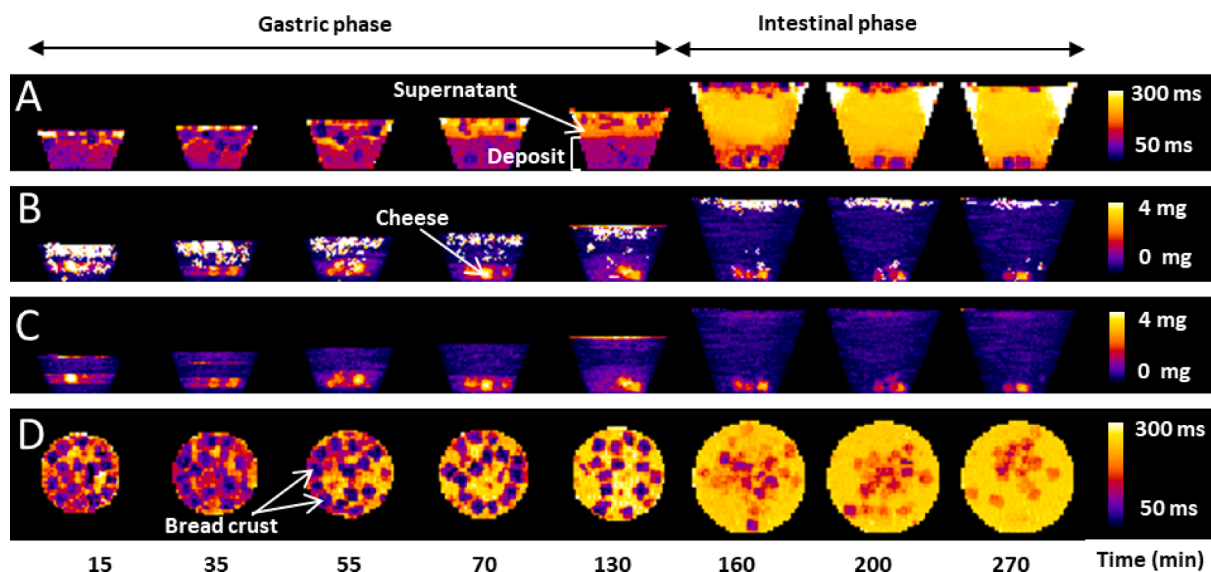 Gastric phase
Intestinal phase
A
Supernatant
Deposit
300 ms
50 ms
B
Cheese
4 mg
0 mg
C
4 mg
0 mg
D
Bread crust
300 ms
50 ms
15 35 55 70 130 160 200 270 Time (min)